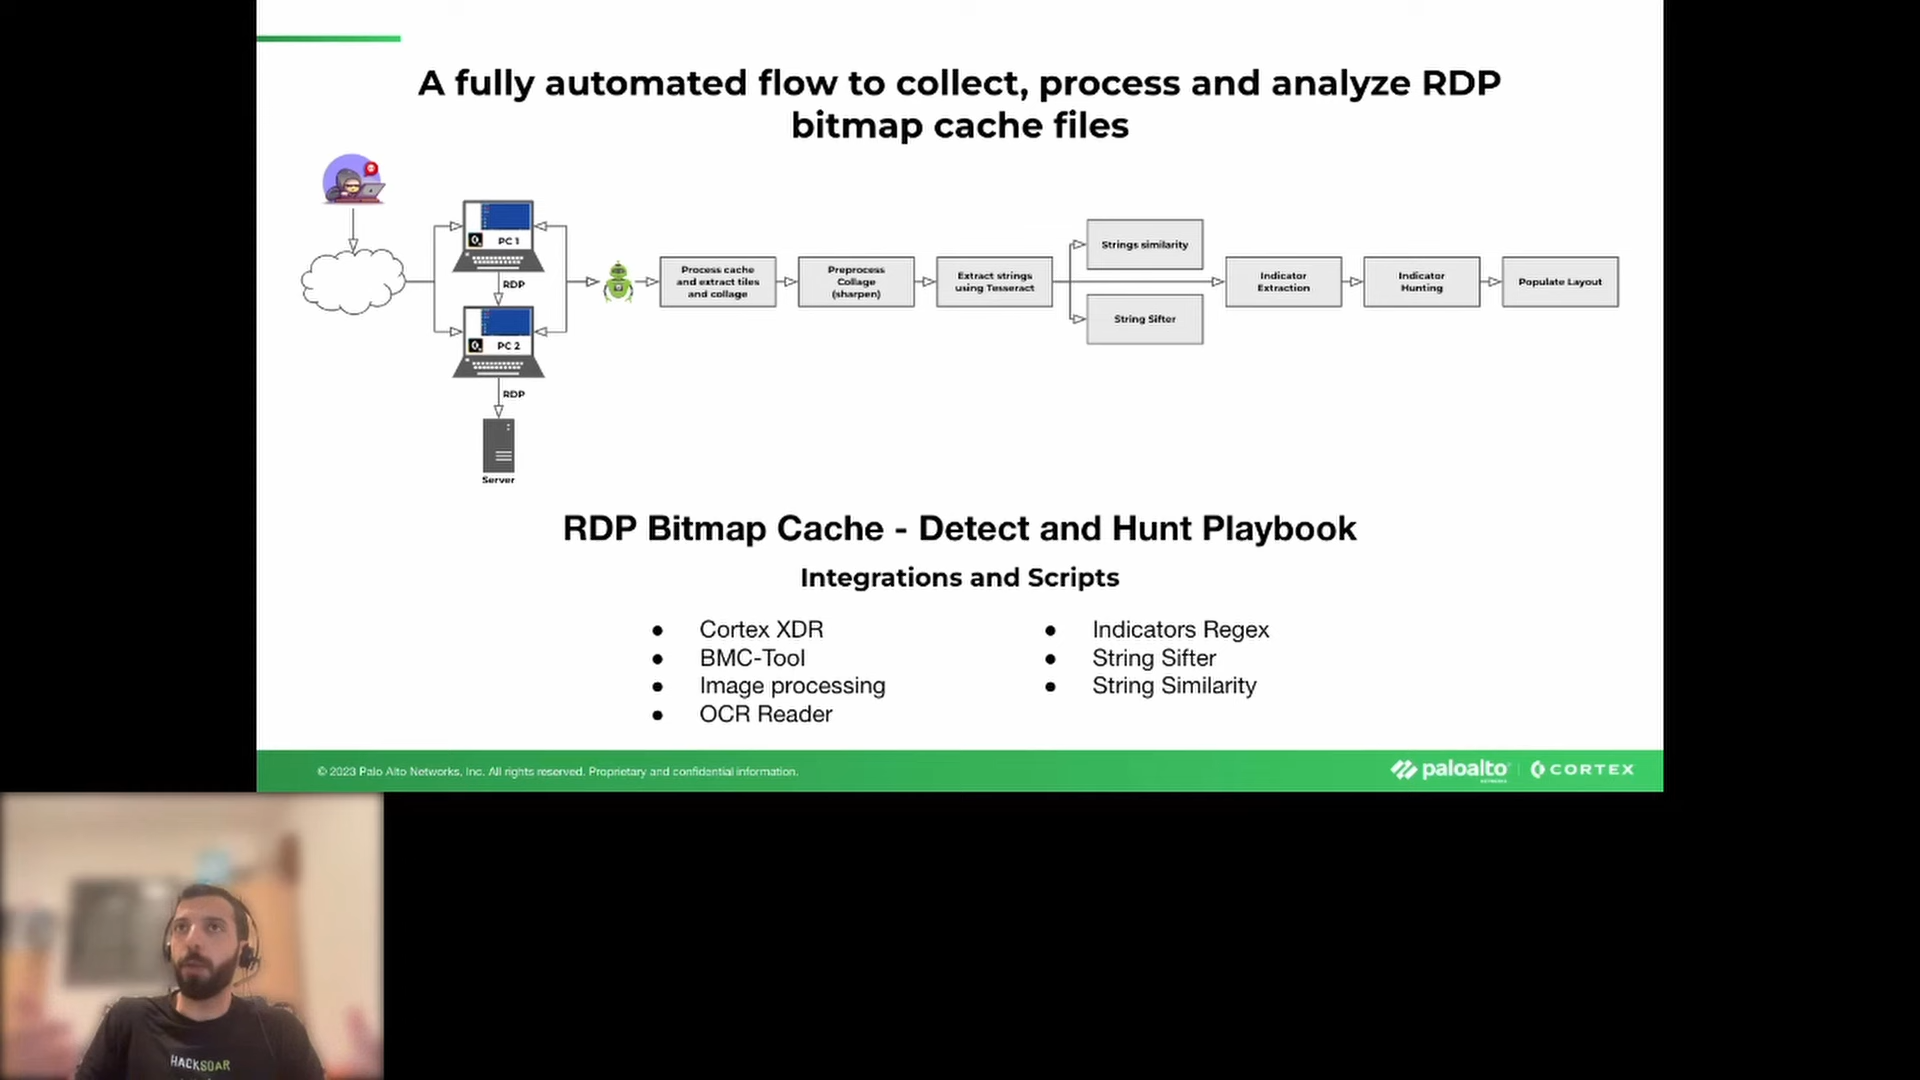 A fully automated flow to collect, process and analyze RDP
bitmap cache files
PC 1
RDP
PC 2
RDP
Server
Process cache
and extract tiles
and collage
Preprocess
Collage
(sharpen)
Extract strings
using Tesseract
Strings similarity
String Sifter
Indicator
Extraction
Indicator
Hunting
Populate Layout
RDP Bitmap Cache - Detect and Hunt Playbook
Integrations and Scripts
● Cortex XDR
● BMC-Tool
● Image processing
● OCR Reader
● Indicators Regex
● String Sifter
● String Similarity
© 2023 Palo Alto Networks, Inc. All rights reserved. Proprietary and confidential information.
paloalto
NETWORKS
CORTEX
HACKSOAR